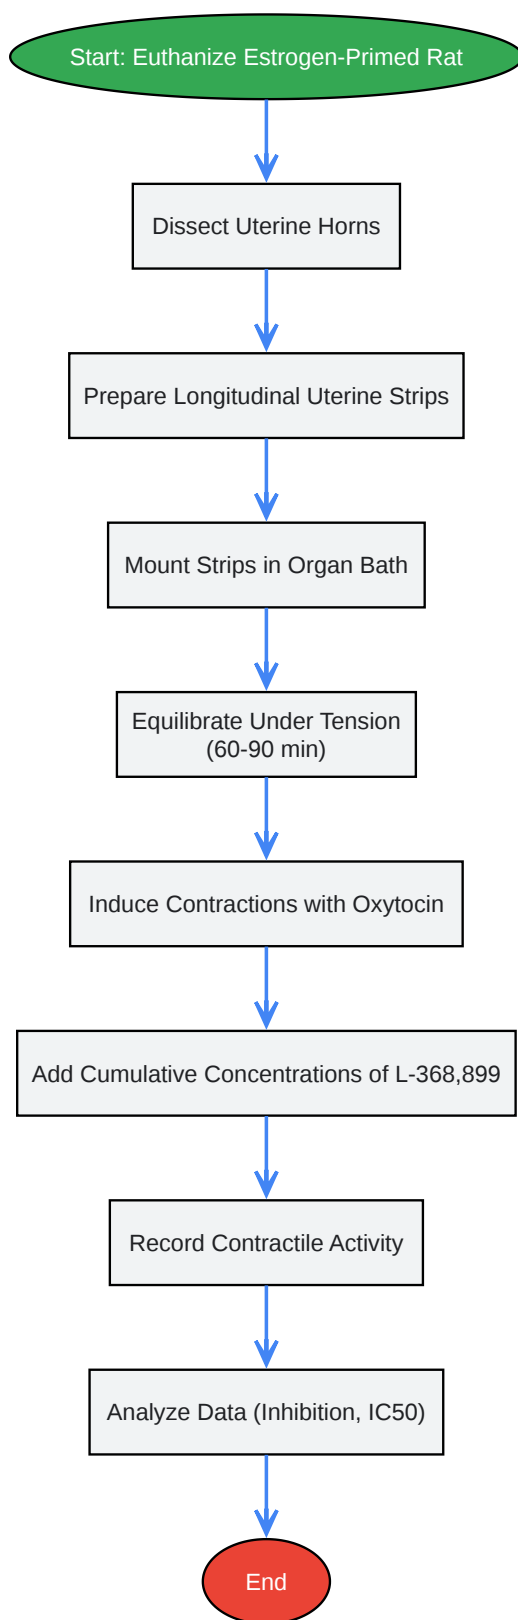 Start: Euthanize Estrogen-Primed Rat
Dissect Uterine Horns
Prepare Longitudinal Uterine Strips
Mount Strips in Organ Bath
Equilibrate Under Tension
(60-90 min)
Induce Contractions with Oxytocin
Add Cumulative Concentrations of L-368,899
Record Contractile Activity
Analyze Data (Inhibition, IC50)
End